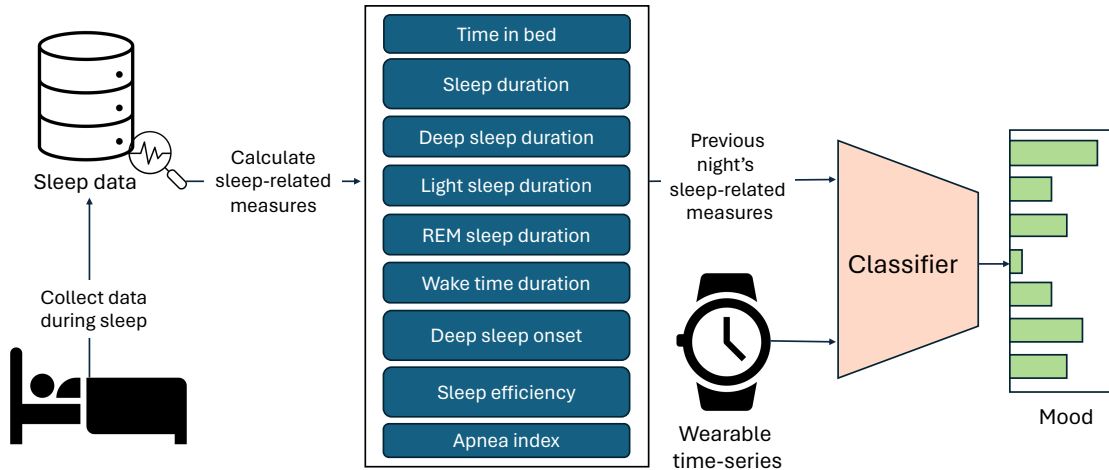 Sleep data
Collect data
during sleep
Calculate
sleep-related
measures
Time in bed
Sleep duration
Deep sleep duration
Light sleep duration
REM sleep duration
Wake time duration
Deep sleep onset
Sleep efficiency
Apnea index
Previous
night’s
sleep-related
measures
Wearable
time-series
Classifier
Mood